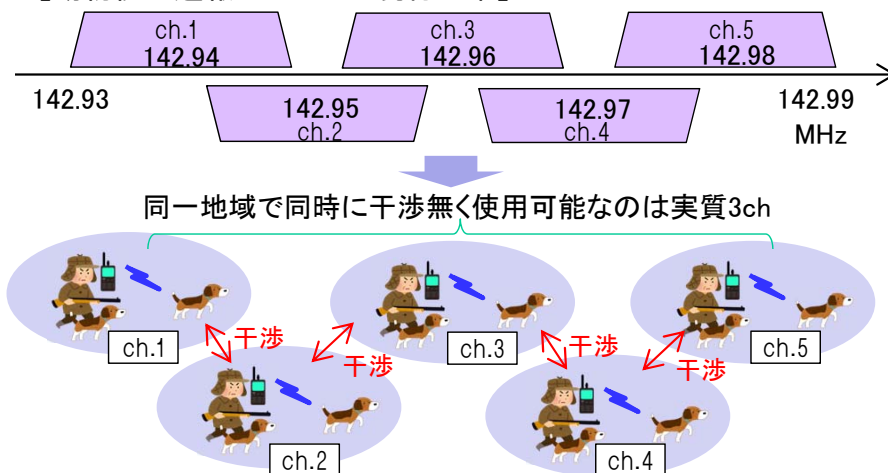 ch.1
142.94
ch.3
142.96
ch.5
142.98
142.93
142.95
ch.2
142.97
ch.4
142.99
MHz
同一地域で同時に干渉無く使用可能なのは実質3ch
干渉
干渉
干渉
干渉
ch.1
ch.3
ch.5
ch.2
ch.4